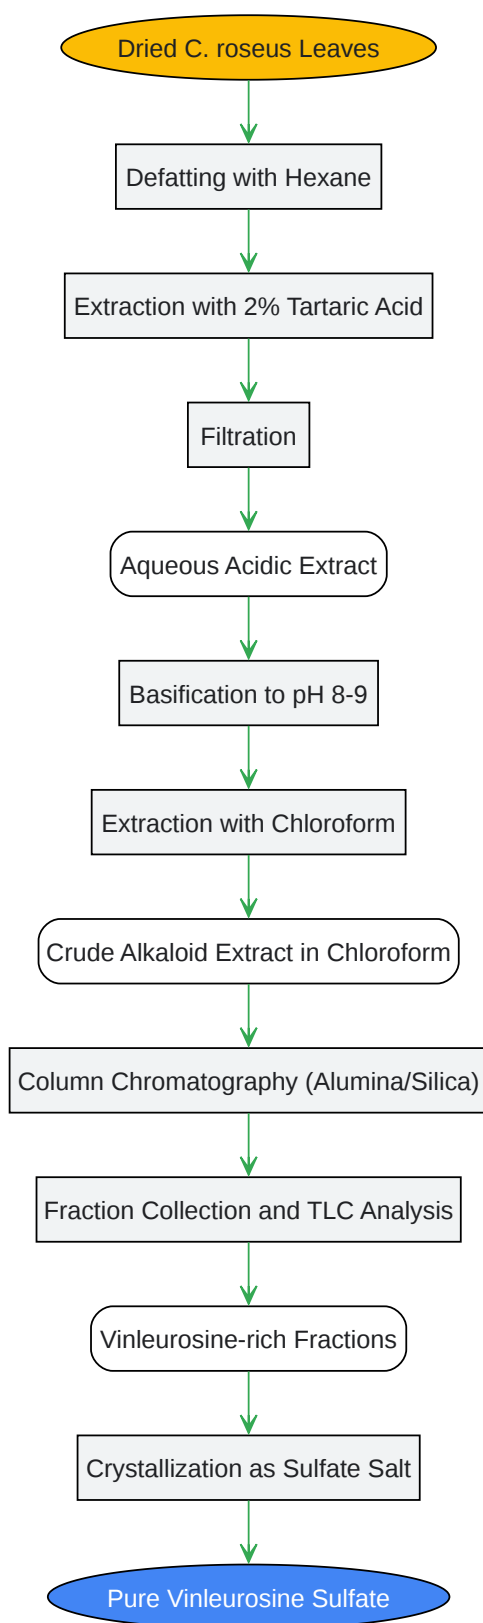 Dried C. roseus Leaves
Defatting with Hexane
Extraction with 2% Tartaric Acid
Filtration
Aqueous Acidic Extract
Basification to pH 8-9
Extraction with Chloroform
Crude Alkaloid Extract in Chloroform
Column Chromatography (Alumina/Silica)
Fraction Collection and TLC Analysis
Vinleurosine-rich Fractions
Crystallization as Sulfate Salt
Pure Vinleurosine Sulfate